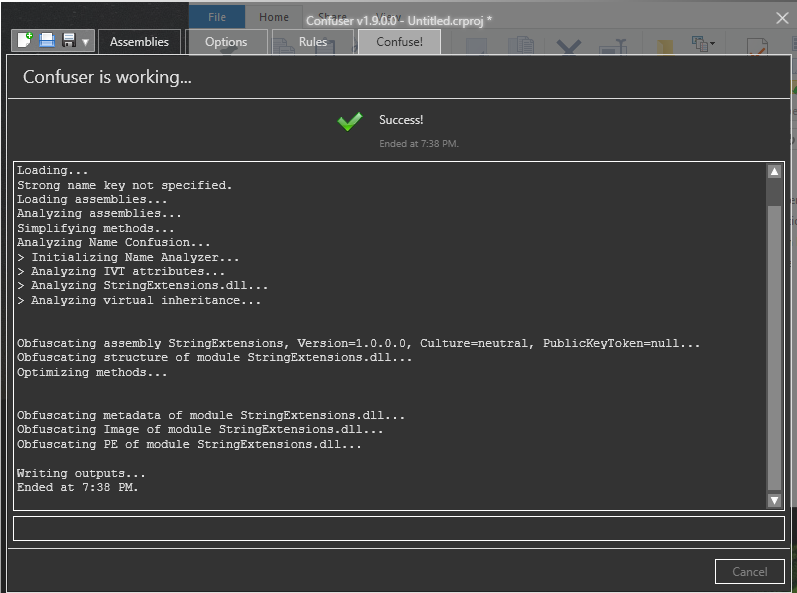 File Home Share View
Confuser v1.9.0.0 - Untitled.crproj *
Assemblies Options Rules Confuse!
Confuser is working...
Success!
Ended at 7:38 PM.
Loading...
Strong name key not specified.
Loading assemblies...
Analyzing assemblies...
Simplifying methods...
Analyzing Name Confusion...
> Initializing Name Analyzer...
> Analyzing IVT attributes...
> Analyzing StringExtensions.dll...
> Analyzing virtual inheritance...
Obfuscating assembly StringExtensions, Version=1.0.0.0, Culture=neutral, PublicKeyToken=null...
Obfuscating structure of module StringExtensions.dll...
Optimizing methods...
Obfuscating metadata of module StringExtensions.dll...
Obfuscating Image of module StringExtensions.dll...
Obfuscating PE of module StringExtensions.dll...
Writing outputs...
Ended at 7:38 PM.
Cancel